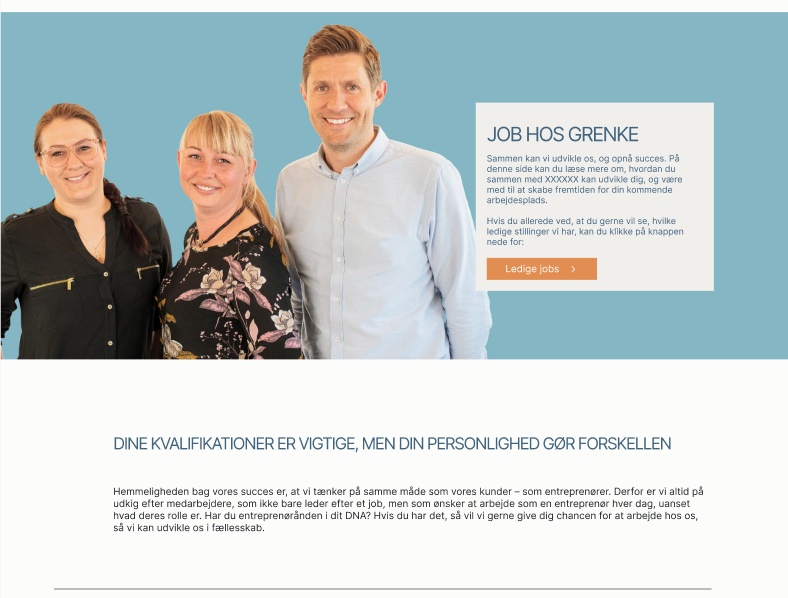 JOB HOS GRENKE
Sammen kan vi udvikle os, og opnå succes. På
denne side kan du læse mere om, hvordan du
sammen med XXXXXX kan udvikle dig, og være
med til at skabe fremtiden for din kommende
arbejdesplads.
Hvis du allerede ved, at du gerne vil se, hvilke
ledige stillinger vi har, kan du klikke på knappen
nede for:
Ledige jobs >
DINE KVALIFIKATIONER ER VIGTIGE, MEN DIN PERSONLIGHED GØR FORSKELLEN
Hemmeligheden bag vores succes er, at vi tænker på samme måde som vores kunder – som entreprenører. Derfor er vi altid på
udkig efter medarbejdere, som ikke bare leder efter et job, men som ønsker at arbejde som en entreprenør hver dag, uanset
hvad deres rolle er. Har du entreprenørånden i dit DNA? Hvis du har det, så vil vi gerne give dig chancen for at arbejde hos os,
så vi kan udvikle os i fællesskab.